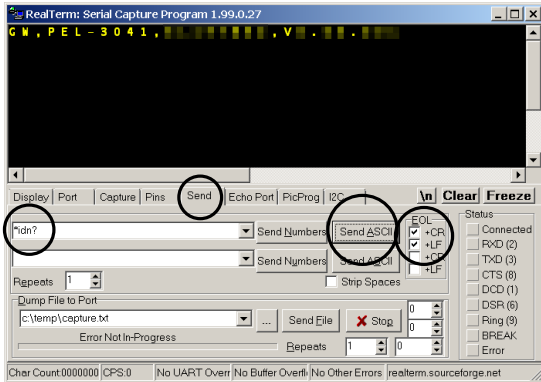 RealTerm: Serial Capture Program 1.99.0.27
GW,PEL-3041, ,V . .
Display Port Capture Pins Send Echo Port PicProg I2C \n Clear Freeze
*idn? Send Numbers Send ASCII EOL +CR +LF
Send Numbers Send ASCII +CR +LF
Repeats 1 Strip Spaces
Dump File to Port
c:\temp\capture.txt ... Send File Stop 0
Error Not In-Progress 0
Repeats 1 0
Status
Connected
RXD (2)
TXD (3)
CTS (8)
DCD (1)
DSR (6)
Ring (9)
BREAK
Error
Char Count:0000000 CPS:0 No UART Overr No Buffer Overfl No Other Errors realterm.sourceforge.net